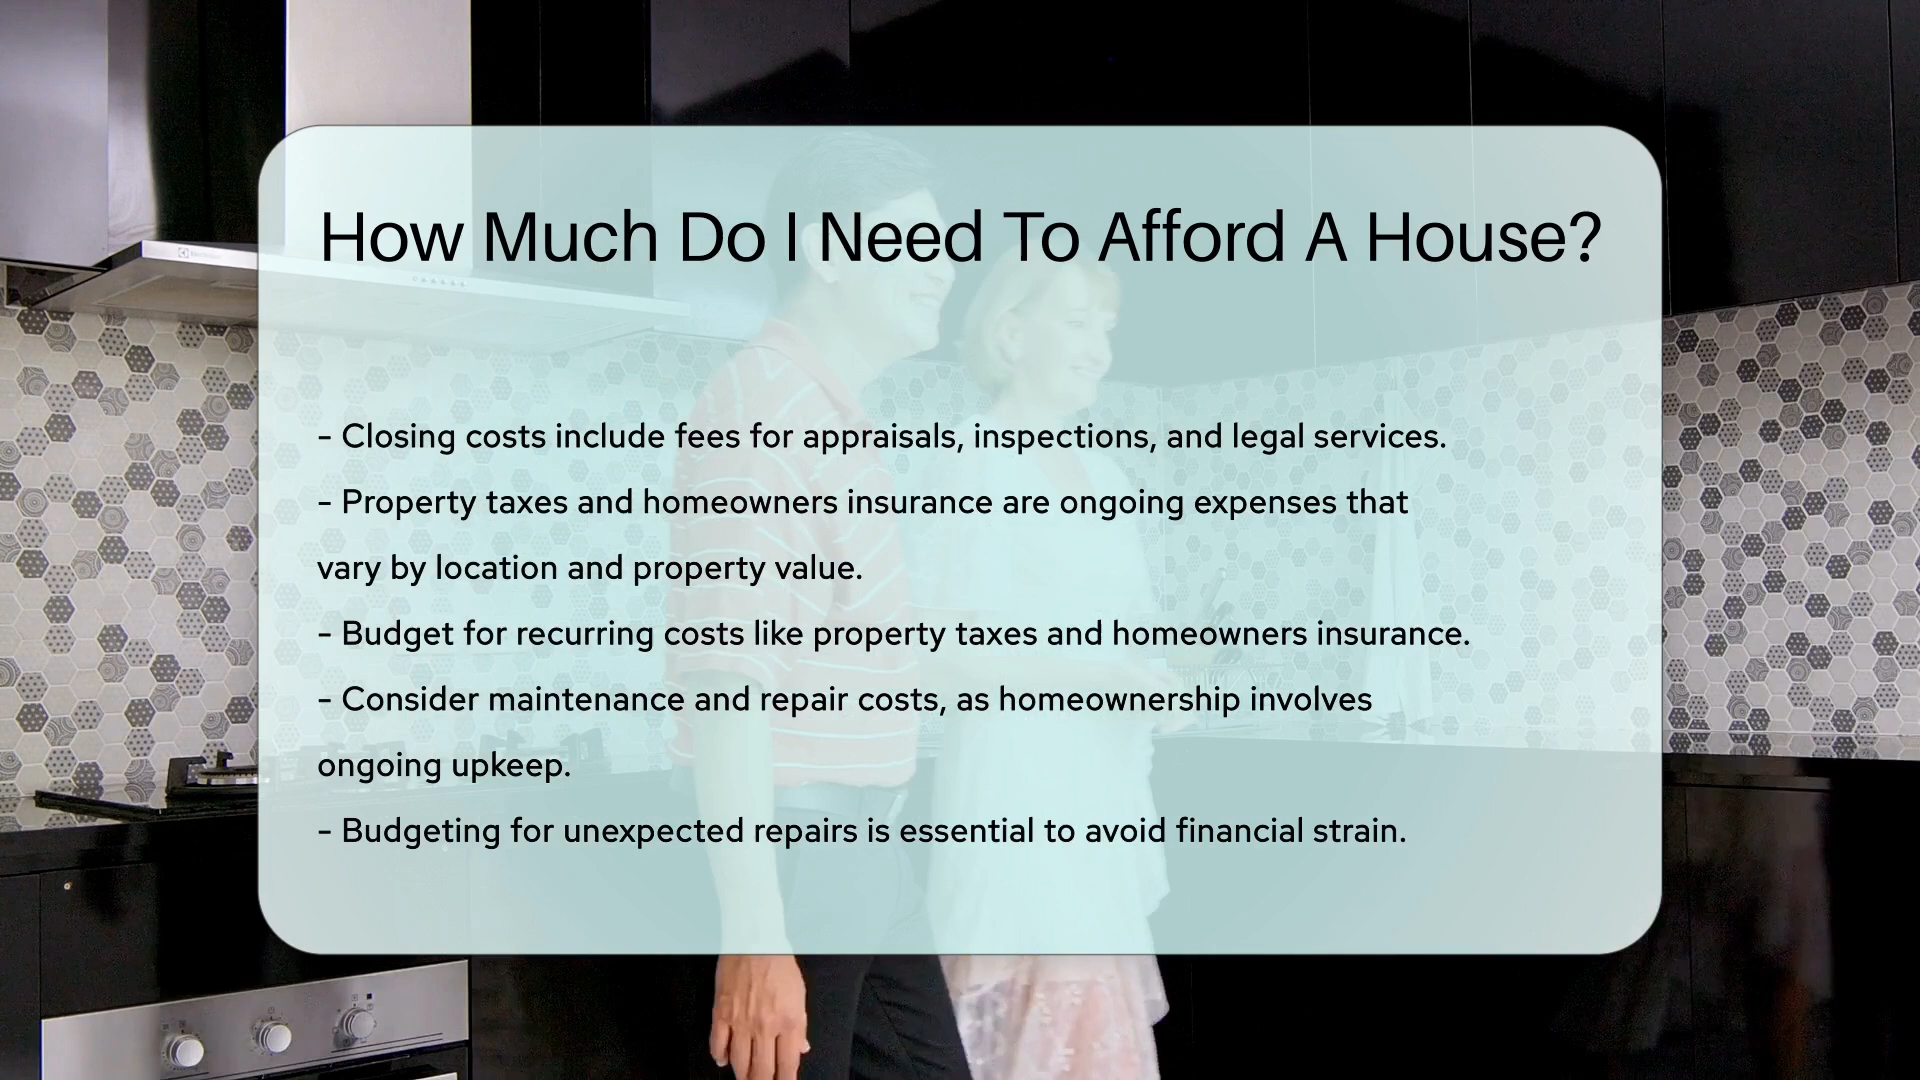 How Much Do I Need To Afford A House?
- Closing costs include fees for appraisals, inspections, and legal services.
- Property taxes and homeowners insurance are ongoing expenses that
vary by location and property value.
- Budget for recurring costs like property taxes and homeowners insurance.
- Consider maintenance and repair costs, as homeownership involves
ongoing upkeep.
- Budgeting for unexpected repairs is essential to avoid financial strain.